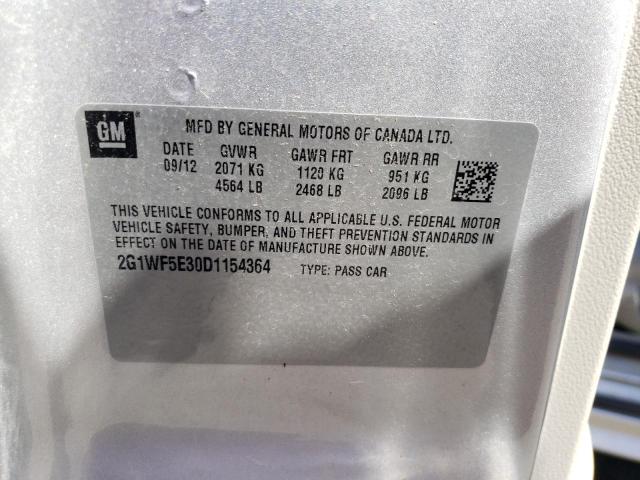 GM
MFD BY GENERAL MOTORS OF CANADA LTD.
DATE GVWR GAWR FRT GAWR RR
09/12 2071 KG 1120 KG 951 KG
4564 LB 2468 LB 2096 LB
THIS VEHICLE CONFORMS TO ALL APPLICABLE U.S. FEDERAL MOTOR
VEHICLE SAFETY, BUMPER, AND THEFT PREVENTION STANDARDS IN
EFFECT ON THE DATE OF MANUFACTURE SHOWN ABOVE.
2G1WF5E30D1154364 TYPE: PASS CAR